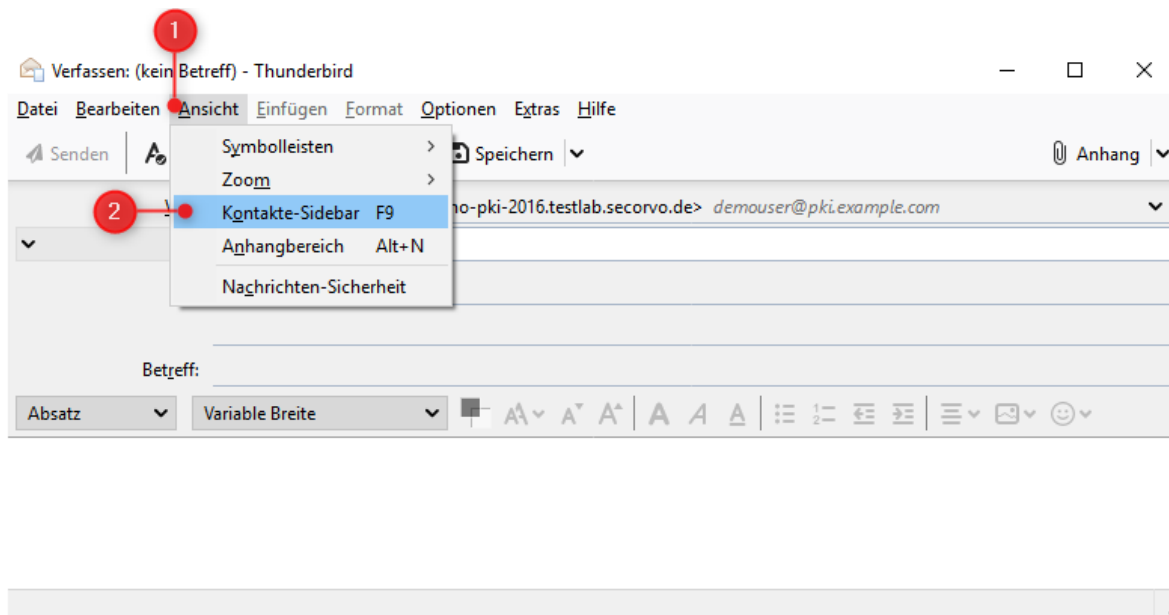 1
Verfassen: (kein Betreff) - Thunderbird
Datei Bearbeiten Ansicht Einfügen Format Optionen Extras Hilfe
Senden Speichern Anhang
Symbolleisten
Zoom
2
Kontakte-Sidebar F9
no-pki-2016.testlab.secorvo.de> demouser@pki.example.com
Anhangbereich Alt+N
Nachrichten-Sicherheit
Betreff:
Absatz Variable Breite